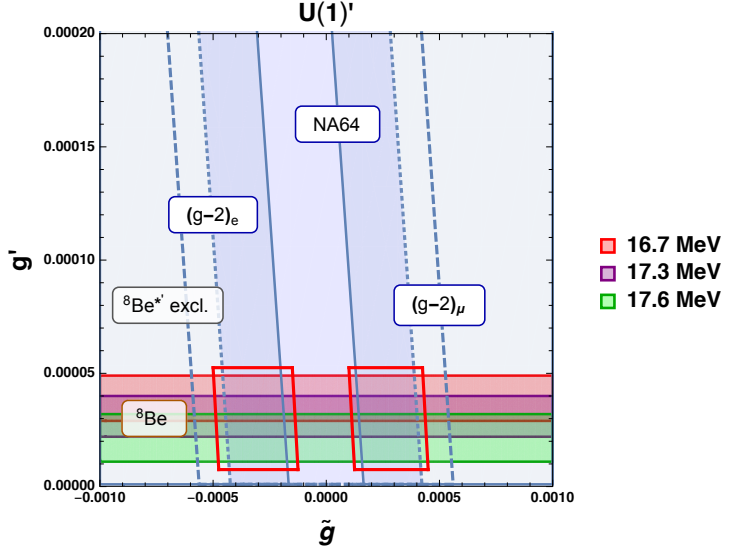 U(1)'
0.00020
0.00015
0.00010
0.00005
0.00000
g'
NA64
(g−2)e
⁸Be*' excl.
(g−2)μ
⁸Be
16.7 MeV
17.3 MeV
17.6 MeV
−0.0010
−0.0005
0.0000
0.0005
0.0010
g̃